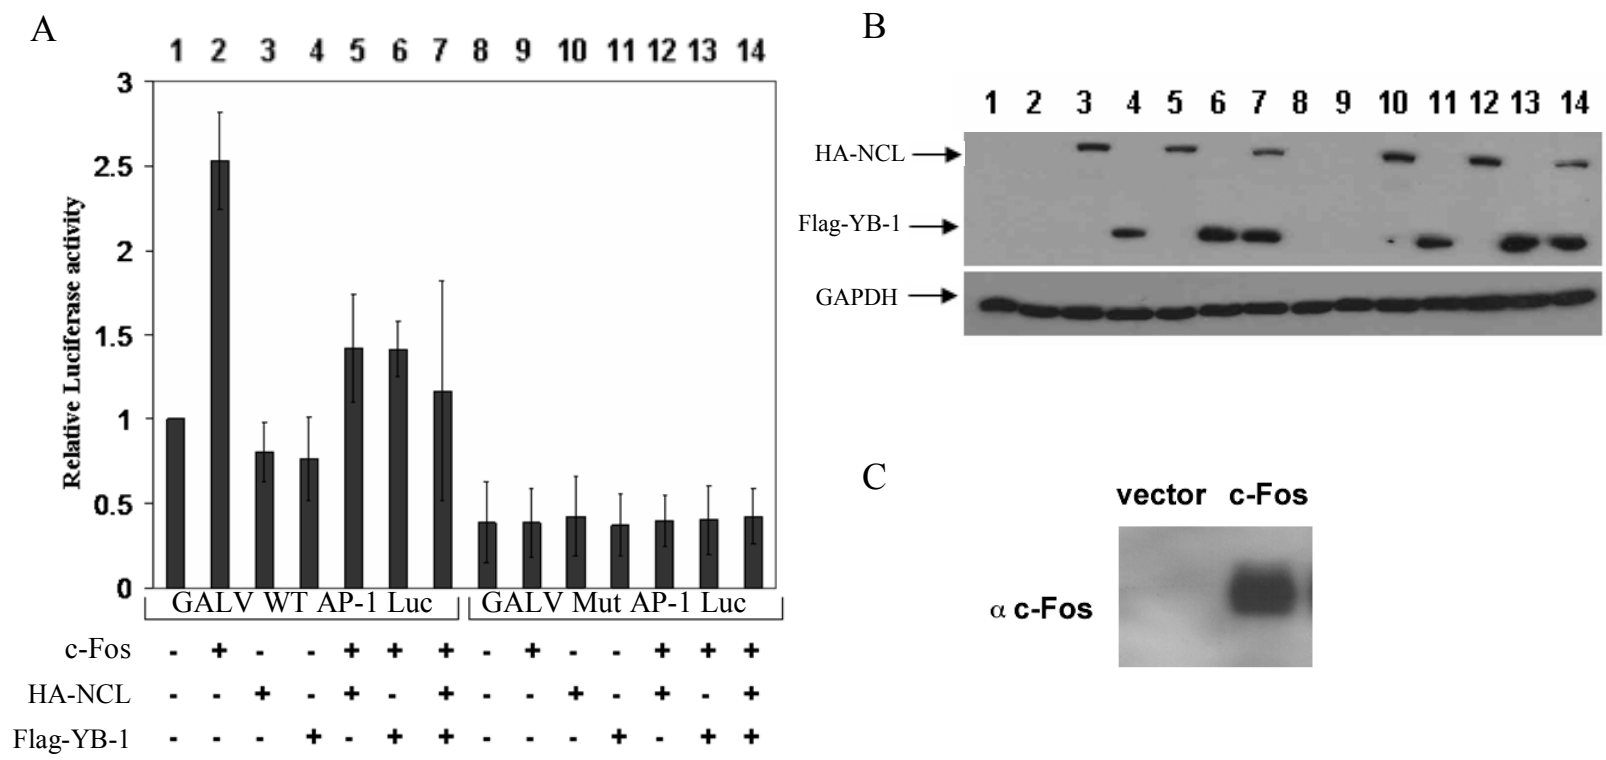 A
1 2 3 4 5 6 7 8 9 10 11 12 13 14
Relative Luciferase activity
3
2.5
2
1.5
1
0.5
0
GALV WT AP-1 Luc GALV Mut AP-1 Luc
c-Fos - + - - + + + - + - - + + +
HA-NCL - - + - + - + - - + - + - +
Flag-YB-1 - - - + - + + - - - + - + +
B
1 2 3 4 5 6 7 8 9 10 11 12 13 14
HA-NCL
Flag-YB-1
GAPDH
C
vector c-Fos
α c-Fos